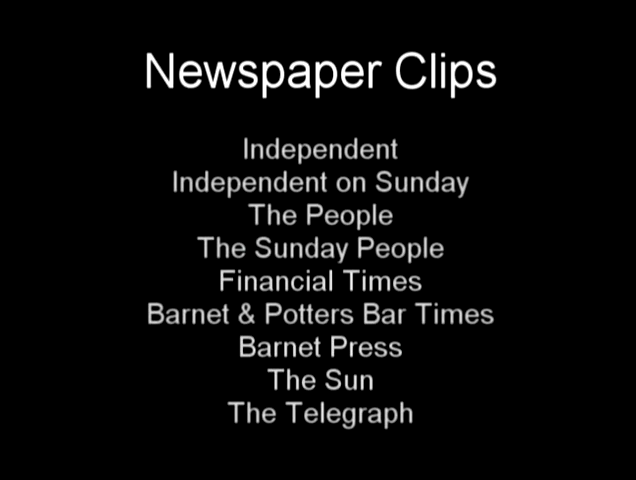 Newspaper Clips
Independent
Independent on Sunday
The People
The Sunday People
Financial Times
Barnet & Potters Bar Times
Barnet Press
The Sun
The Telegraph